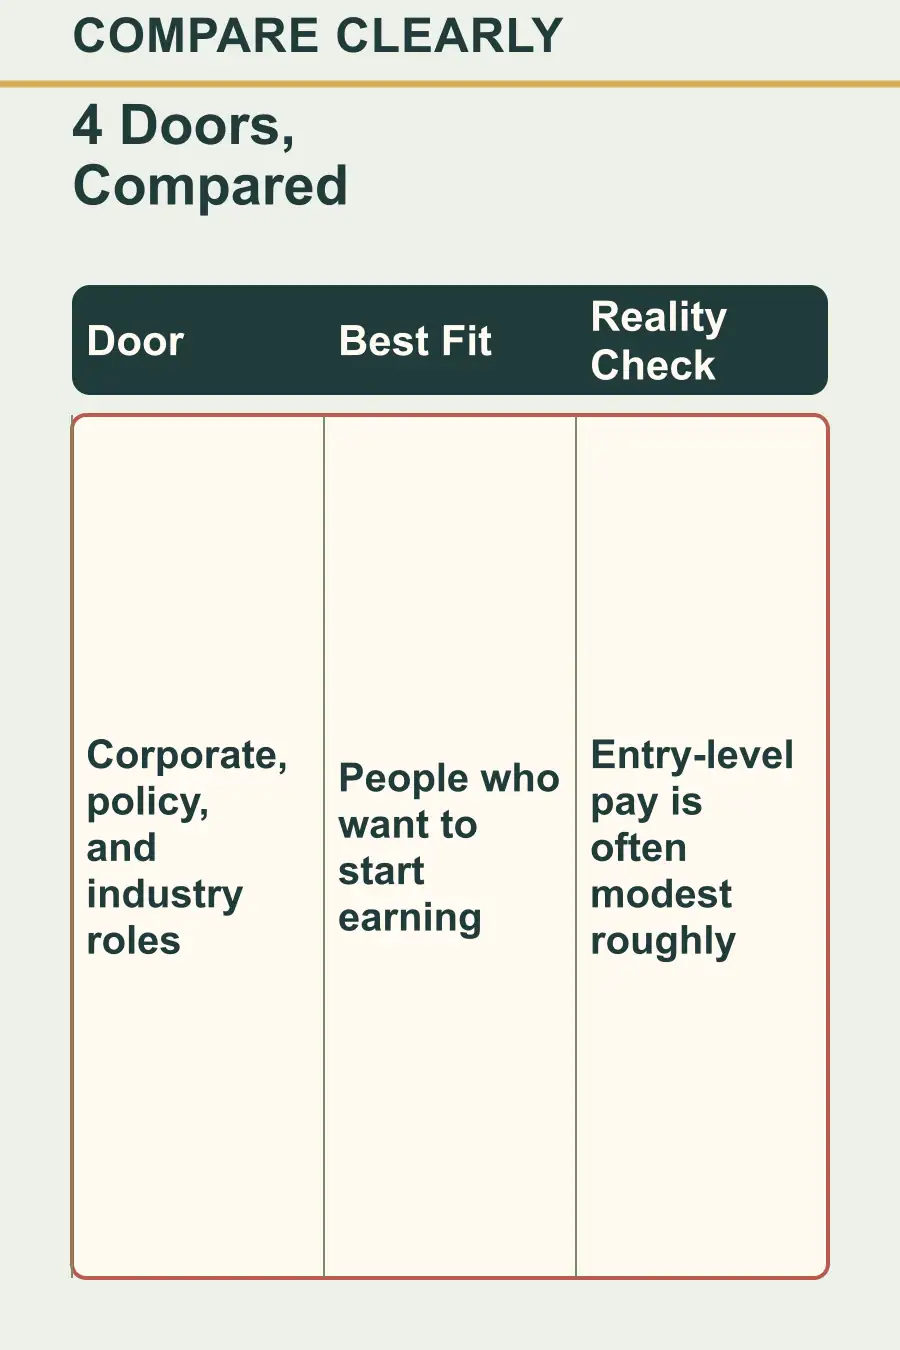 COMPARE CLEARLY
4 Doors,
Compared
Door
Best Fit
Reality
Check
Corporate,
policy,
and
industry
roles
People who
want to
start
earning
Entry-level
pay is
often
modest
roughly